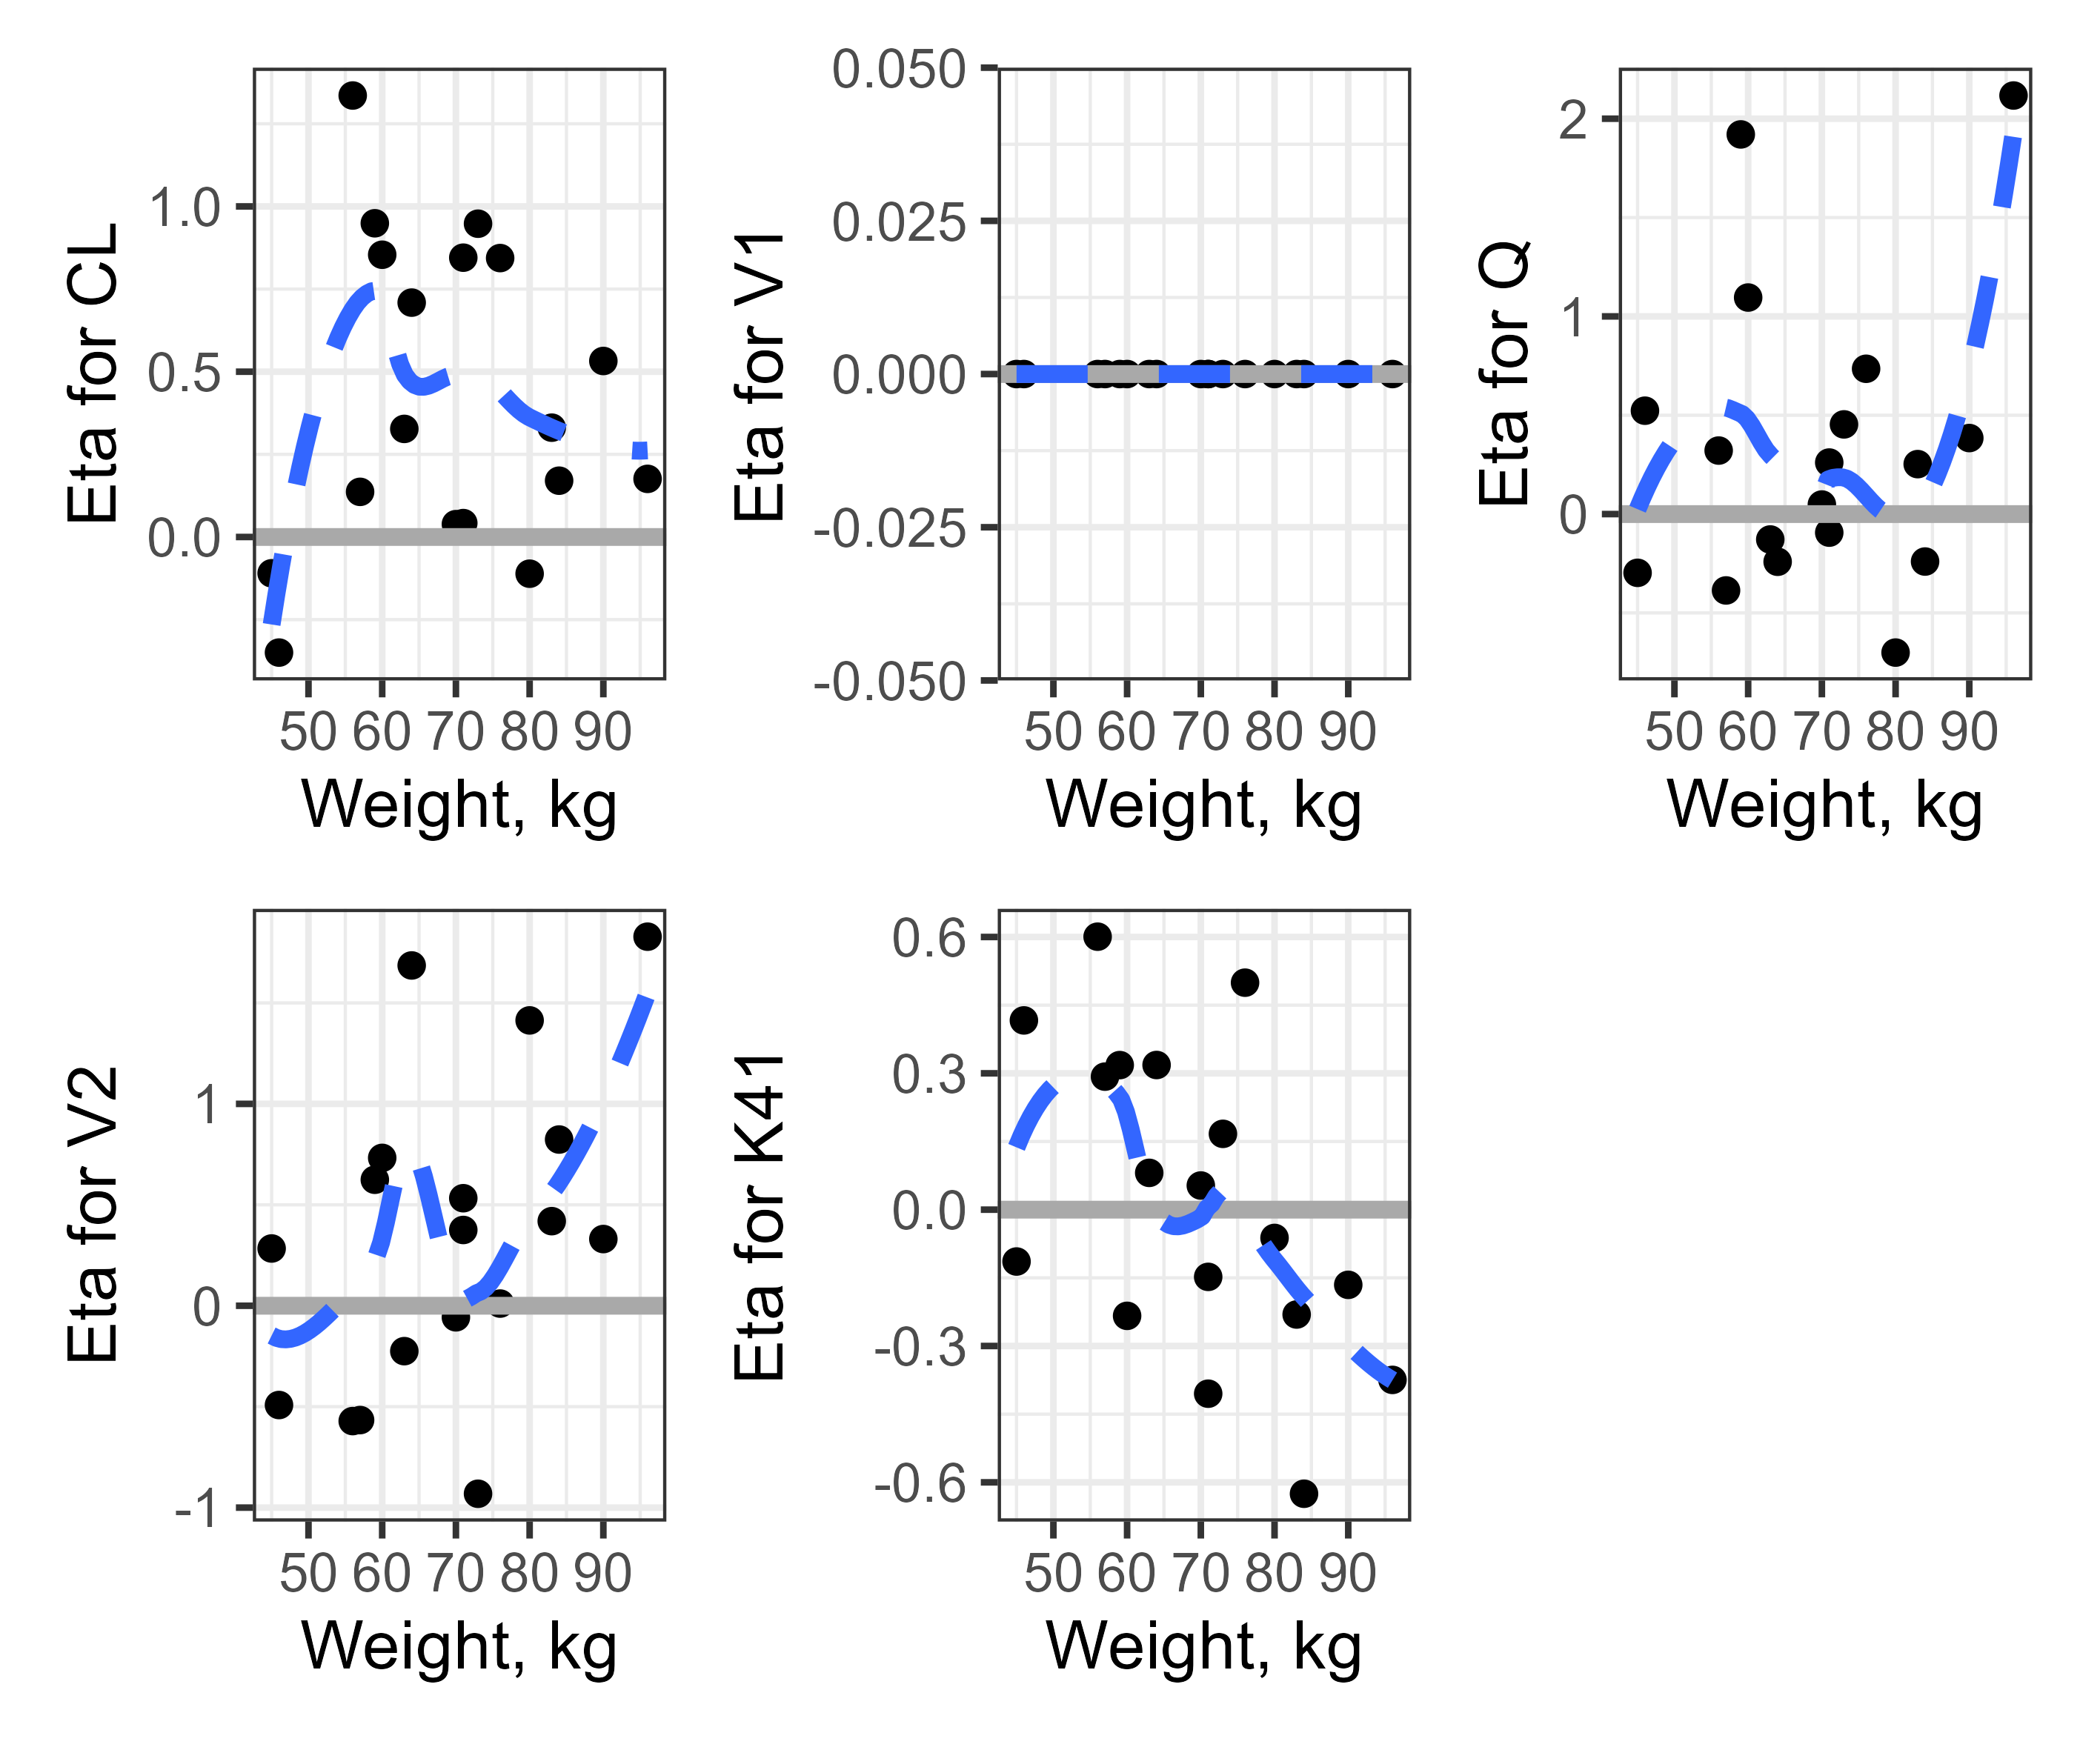 Eta for CL
1.0
0.5
0.0
50 60 70 80 90
Weight, kg
Eta for V1
0.050
0.025
0.000
-0.025
-0.050
50 60 70 80 90
Weight, kg
Eta for Q
2
1
0
50 60 70 80 90
Weight, kg
Eta for V2
1
0
-1
50 60 70 80 90
Weight, kg
Eta for K41
0.6
0.3
0.0
-0.3
-0.6
50 60 70 80 90
Weight, kg